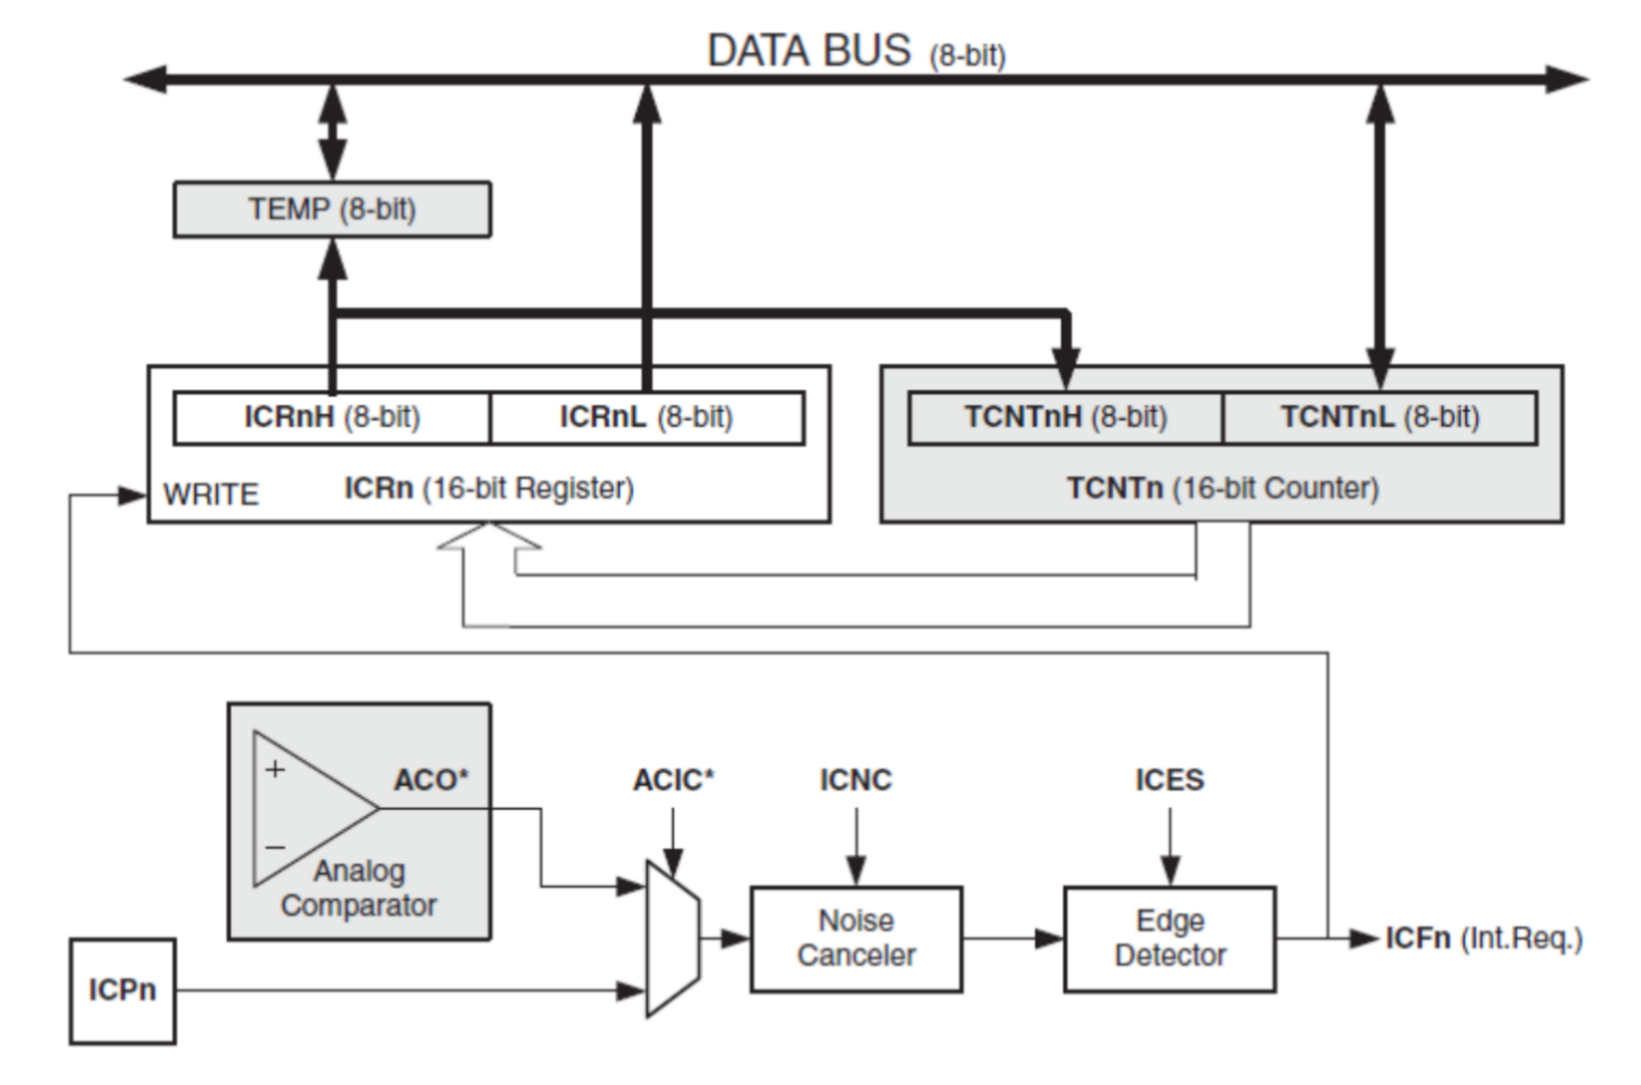 DATA BUS (8-bit)
TEMP (8-bit)
ICRnH (8-bit)
ICRnL (8-bit)
TCNTnH (8-bit)
TCNTnL (8-bit)
WRITE
ICRn (16-bit Register)
TCNTn (16-bit Counter)
+
ACO*
ACIC*
ICNC
ICES
−
Analog
Comparator
Noise
Canceler
Edge
Detector
ICFn (Int.Req.)
ICPn